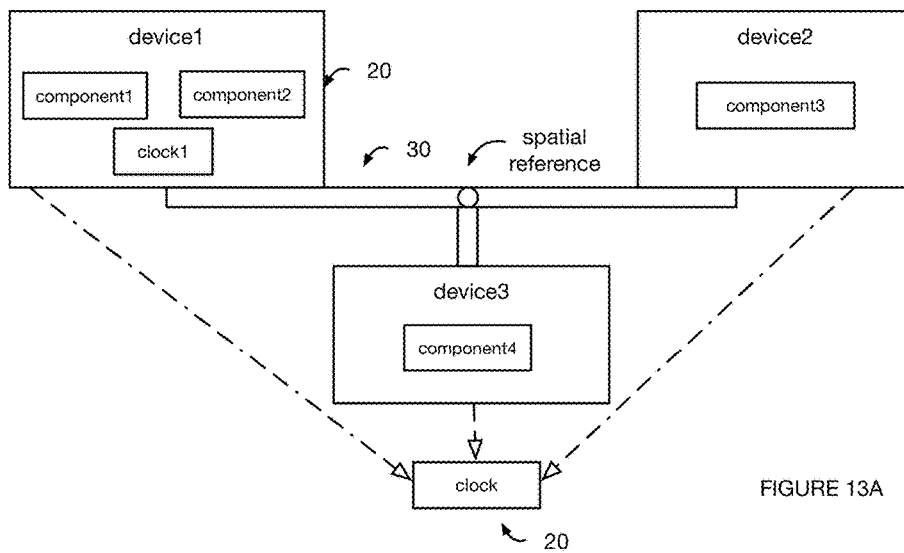 device1
component1
component2
clock1
20
30
spatial
reference
device2
component3
device3
component4
clock
20
FIGURE 13A